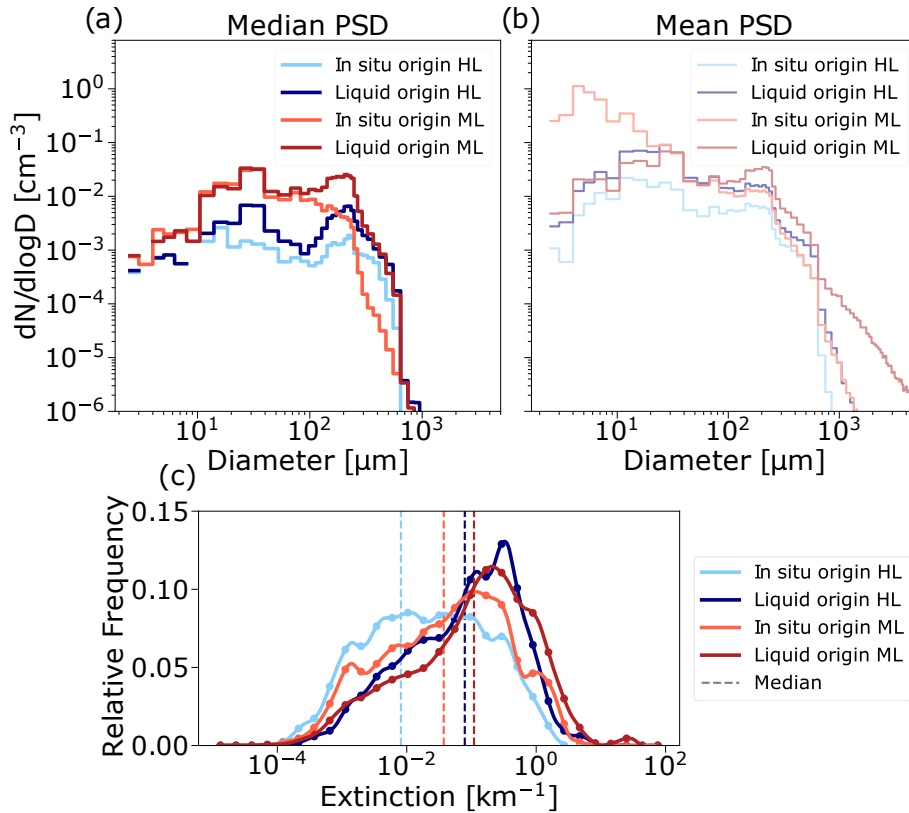 (a)
Median PSD
In situ origin HL
Liquid origin HL
In situ origin ML
Liquid origin ML
dN/dlogD [cm⁻³]
10⁰
10⁻¹
10⁻²
10⁻³
10⁻⁴
10⁻⁵
10⁻⁶
10¹ 10² 10³
Diameter [µm]
(b)
Mean PSD
In situ origin HL
Liquid origin HL
In situ origin ML
Liquid origin ML
10¹ 10² 10³
Diameter [µm]
(c)
Relative Frequency
0.15
0.10
0.05
0.00
10⁻⁴ 10⁻² 10⁰ 10²
Extinction [km⁻¹]
In situ origin HL
Liquid origin HL
In situ origin ML
Liquid origin ML
Median